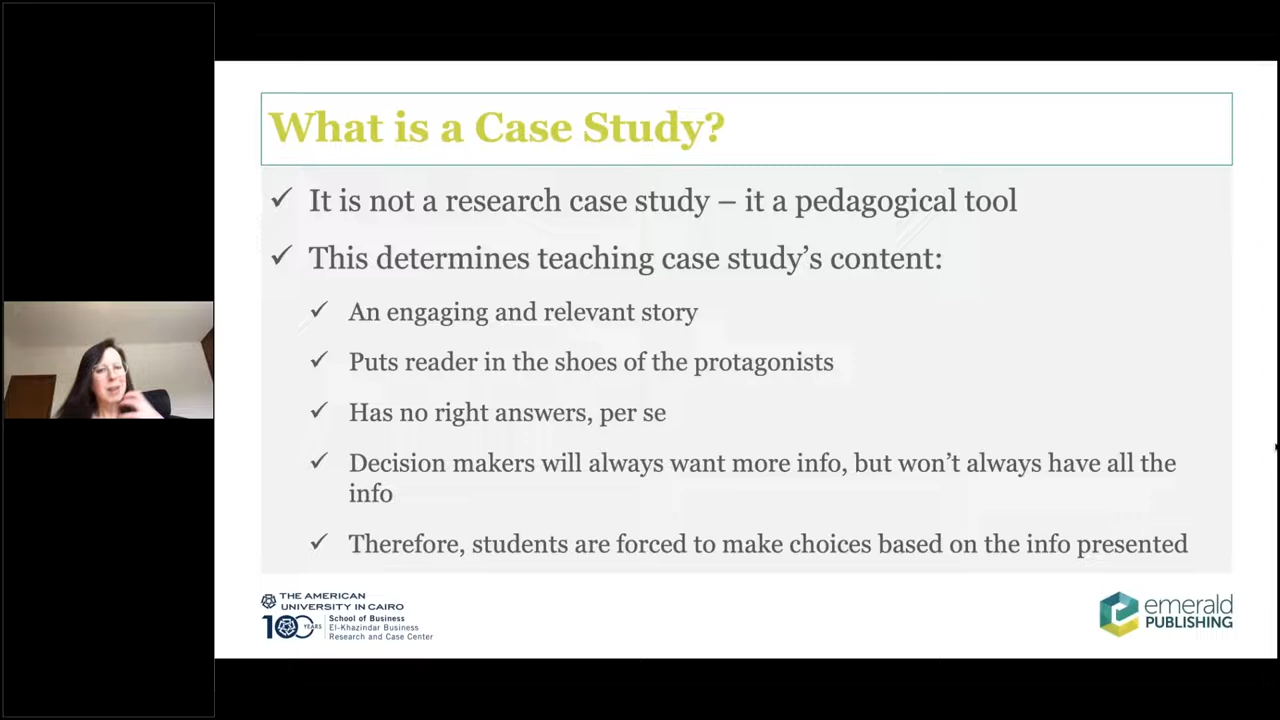 What is a Case Study?
✓ It is not a research case study – it a pedagogical tool
✓ This determines teaching case study’s content:
✓ An engaging and relevant story
✓ Puts reader in the shoes of the protagonists
✓ Has no right answers, per se
✓ Decision makers will always want more info, but won’t always have all the
info
✓ Therefore, students are forced to make choices based on the info presented
THE AMERICAN
UNIVERSITY IN CAIRO
100 YEARS
School of Business
El-Khazindar Business
Research and Case Center
emerald
PUBLISHING